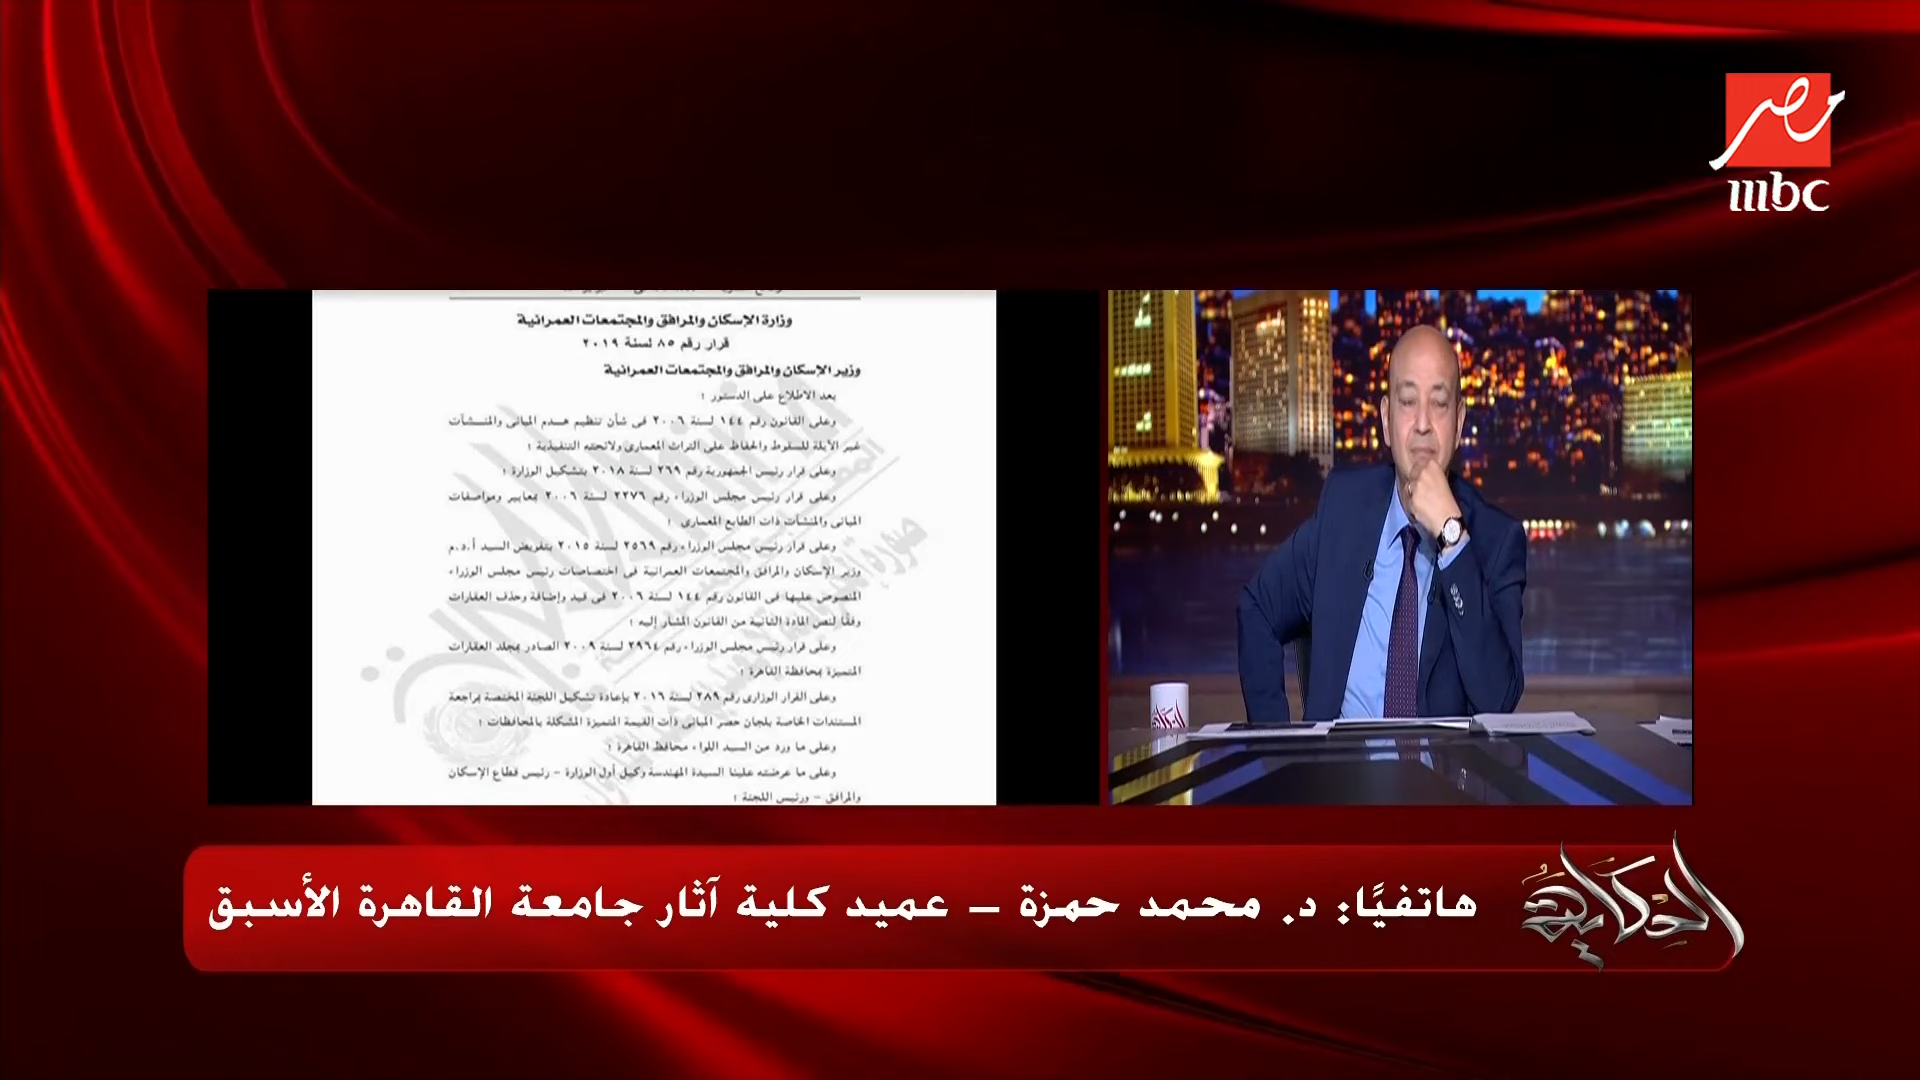 مصر
mbc
وزارة الإسكان والمرافق والمجتمعات العمرانية
قرار رقم ٨٥ لسنة ٢٠١٩
وزير الإسكان والمرافق والمجتمعات العمرانية
بعد الاطلاع على الدستور ؛
وعلى القانون رقم ١٤٤ لسنة ٢٠٠٦ فى شأن تنظيم هدم المبانى والمنشآت
غير الآيلة للسقوط والحفاظ على التراث المعمارى ولائحته التنفيذية ؛
وعلى قرار رئيس الجمهورية رقم ٢٦٩ لسنة ٢٠١٨ بتشكيل الوزارة ؛
وعلى قرار رئيس مجلس الوزراء رقم ٢٢٧٦ لسنة ٢٠٠٦ بمعايير ومواصفات
المبانى والمنشآت ذات الطابع المعمارى ؛
وعلى قرار رئيس مجلس الوزراء رقم ٢٥٦٩ لسنة ٢٠١٥ بتفويض السيد أ.د.م
وزير الإسكان والمرافق والمجتمعات العمرانية فى اختصاصات رئيس مجلس الوزراء
المنصوص عليها فى القانون رقم ١٤٤ لسنة ٢٠٠٦ فى قيد وإضافة وحذف العقارات
وفقًا لنص المادة الثانية من القانون المشار إليه ؛
وعلى قرار رئيس مجلس الوزراء رقم ٢٩٦٤ لسنة ٢٠٠٩ الصادر بمجلد العقارات
المتميزة بمحافظة القاهرة ؛
وعلى القرار الوزارى رقم ٢٨٩ لسنة ٢٠١٦ بإعادة تشكيل اللجنة المختصة بمراجعة
المستندات الخاصة بلجان حصر المبانى ذات القيمة المتميزة المشكلة بالمحافظات ؛
وعلى ما ورد من السيد اللواء محافظ القاهرة ؛
وعلى ما عرضته علينا السيدة المهندسة وكيل أول الوزارة - رئيس قطاع الإسكان
والمرافق - ورئيس اللجنة ؛
الحكاية
هاتفيًا: د. محمد حمزة – عميد كلية آثار جامعة القاهرة الأسبق
الحكاية